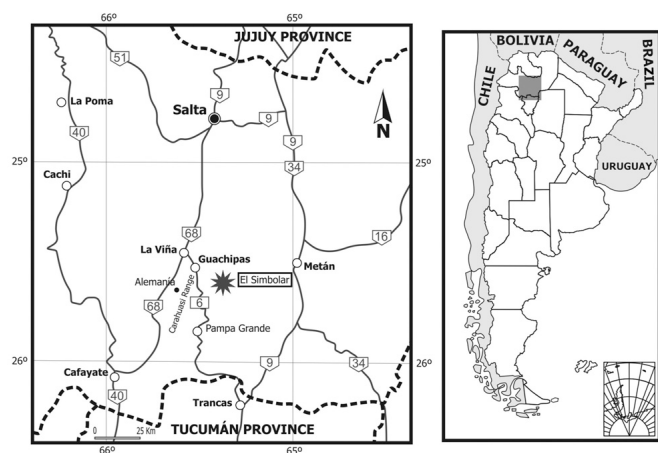 66º
65º
JUJUY PROVINCE
51
9
La Poma
Salta
9
N
40
9
34
25º
Cachi
68
16
La Viña
Guachipas
Metán
El Simbolar
Alemanía
Carahuasi Range
68
6
Pampa Grande
26º
9
34
Cafayate
40
Trancas
0 25 Km
TUCUMÁN PROVINCE
66º
65º
BOLIVIA
PARAGUAY
BRAZIL
CHILE
25º
URUGUAY
26º